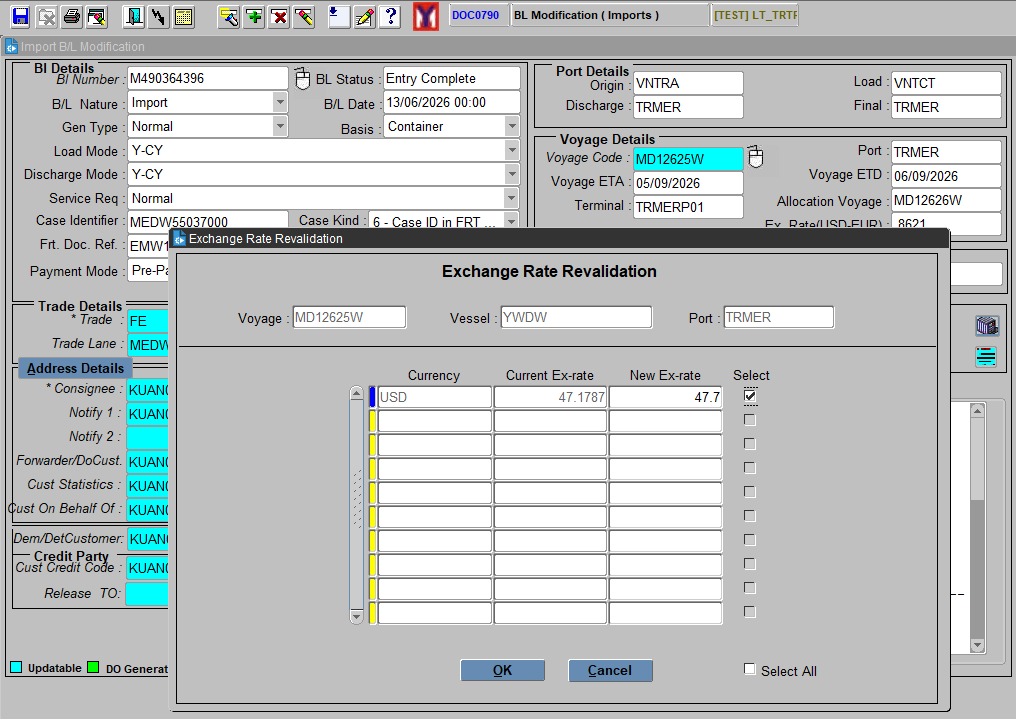 DOC0790 BL Modification ( Imports ) [TEST] LT_TRTF
Import B/L Modification
Bl Details
Bl Number : M490364396 BL Status : Entry Complete
B/L Nature : Import B/L Date : 13/06/2026 00:00
Gen Type : Normal Basis : Container
Load Mode : Y-CY
Discharge Mode : Y-CY
Service Req : Normal
Case Identifier : MEDW55037000 Case Kind : 6 - Case ID in FRT ...
Frt. Doc. Ref. : EMW1
Payment Mode : Pre-Pa
Port Details
Origin : VNTRA Load : VNTCT
Discharge : TRMER Final : TRMER
Voyage Details
Voyage Code : MD12625W Port : TRMER
Voyage ETA : 05/09/2026 Voyage ETD : 06/09/2026
Terminal : TRMERP01 Allocation Voyage : MD12626W
Ex. Rate(USD-EUR) : .8621
Trade Details
* Trade : FE
Trade Lane : MEDW
Address Details
* Consignee : KUAN0
Notify 1 : KUAN0
Notify 2 :
Forwarder/DoCust. KUAN0
Cust Statistics : KUAN0
Cust On Behalf Of : KUAN0
Dem/DetCustomer: KUAN0
Credit Party
Cust Credit Code : KUAN0
Release TO:
Updatable DO Generat
Exchange Rate Revalidation
Exchange Rate Revalidation
Voyage : MD12625W Vessel : YWDW Port : TRMER
Currency Current Ex-rate New Ex-rate Select
USD 47.1787 47.7
OK Cancel Select All